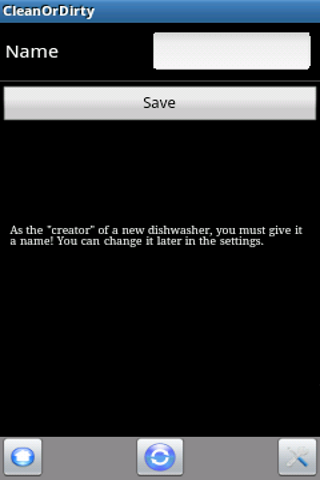 CleanOrDirty
Name
Save
As the "creator" of a new dishwasher, you must give it
a name! You can change it later in the settings.